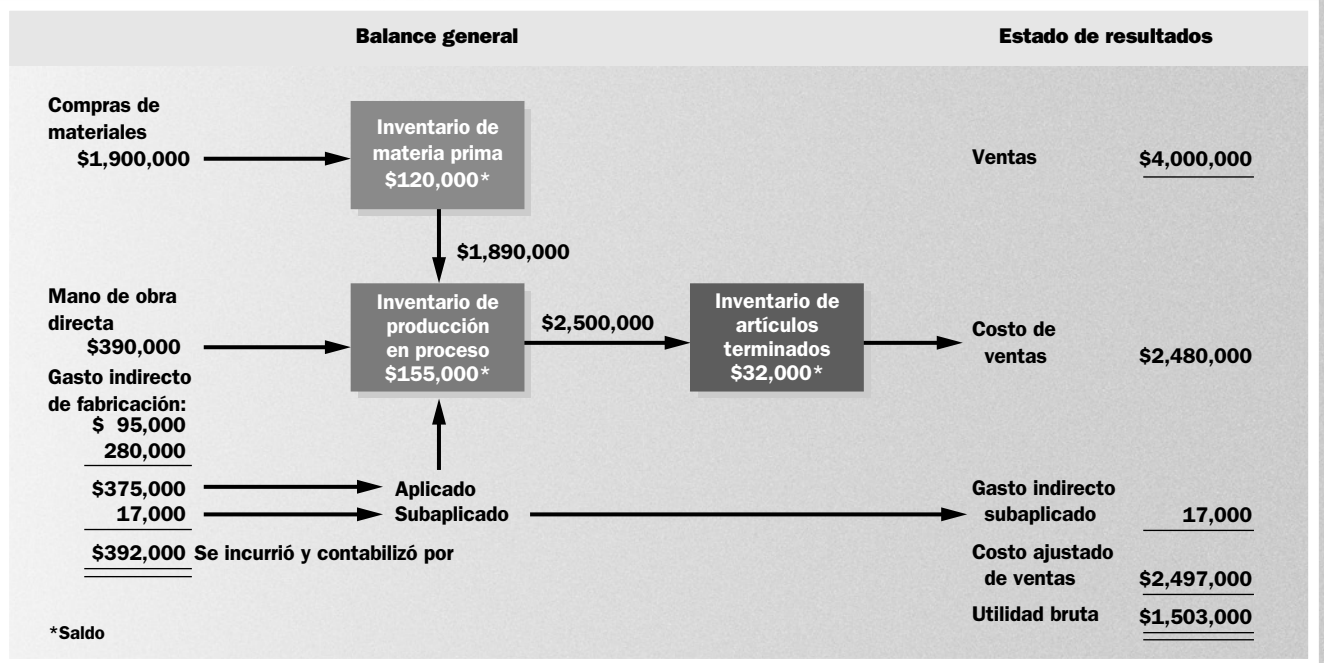 Balance general
Estado de resultados
Compras de
materiales
$1,900,000
Inventario de
materia prima
$120,000*
Ventas
$4,000,000
$1,890,000
Mano de obra
directa
$390,000
Inventario de
producción
en proceso
$155,000*
$2,500,000
Inventario de
artículos
terminados
$32,000*
Costo de
ventas
$2,480,000
Gasto indirecto
de fabricación:
$ 95,000
280,000
$375,000
Aplicado
17,000
Subaplicado
Gasto indirecto
subaplicado
17,000
$392,000 Se incurrió y contabilizó por
Costo ajustado
de ventas
$2,497,000
Utilidad bruta
$1,503,000
*Saldo